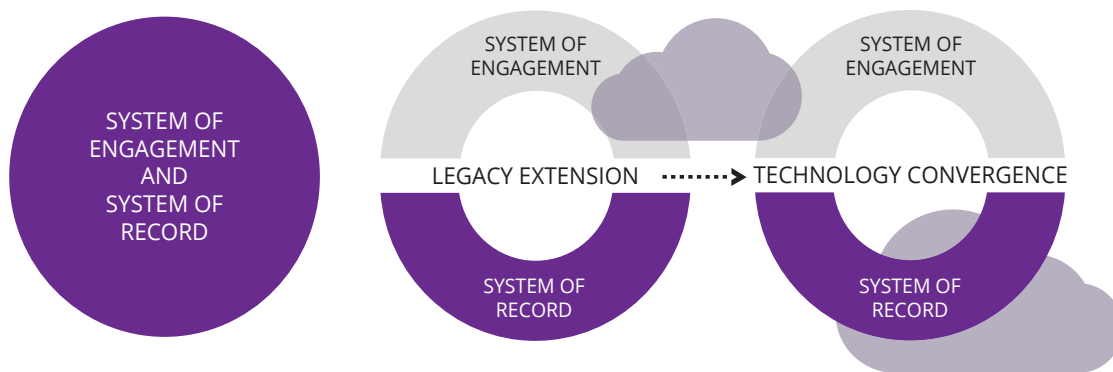 SYSTEM OF
ENGAGEMENT
AND
SYSTEM OF
RECORD
SYSTEM OF
ENGAGEMENT
LEGACY EXTENSION
SYSTEM OF
RECORD
SYSTEM OF
ENGAGEMENT
TECHNOLOGY CONVERGENCE
SYSTEM OF
RECORD